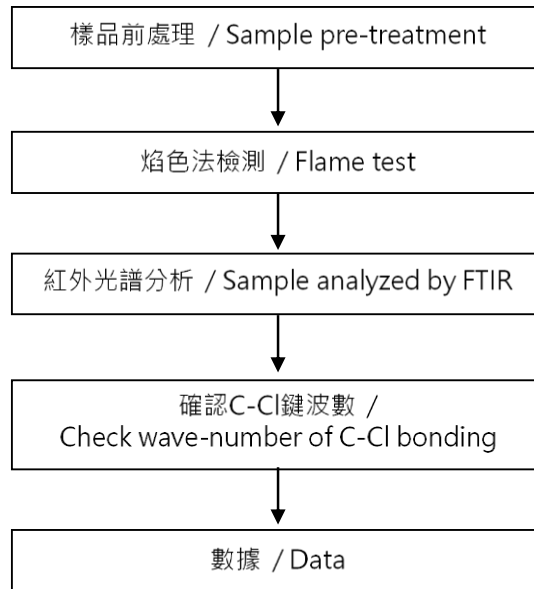 樣品前處理 / Sample pre-treatment
焰色法檢測 / Flame test
紅外光譜分析 / Sample analyzed by FTIR
確認C-Cl鍵波數 /
Check wave-number of C-Cl bonding
數據 / Data